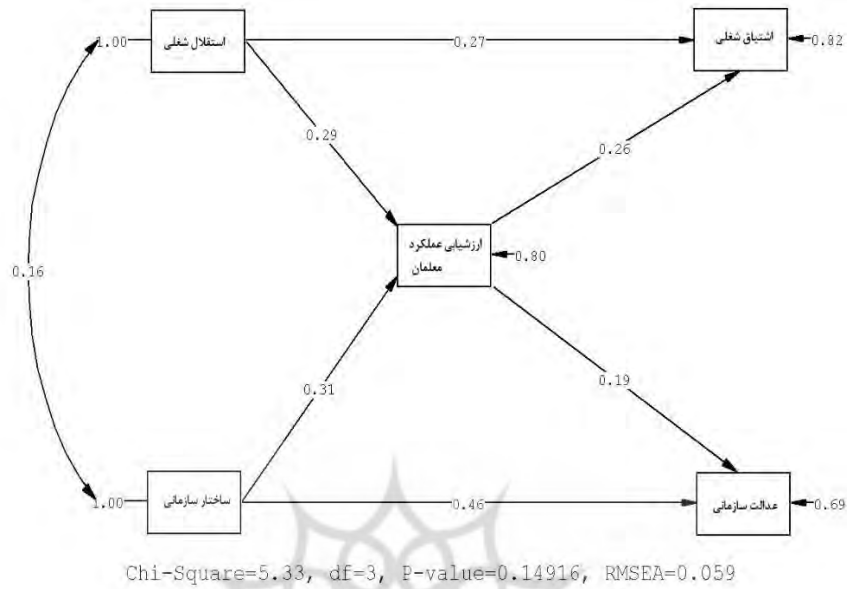 1.00
استقلال شغلی
0.27
اشتیاق شغلی
0.82
0.29
0.26
ارزشیابی عملکرد
معلمان
0.80
0.16
0.31
0.19
1.00
ساختار سازمانی
0.46
عدالت سازمانی
0.69
Chi-Square=5.33, df=3, P-value=0.14916, RMSEA=0.059